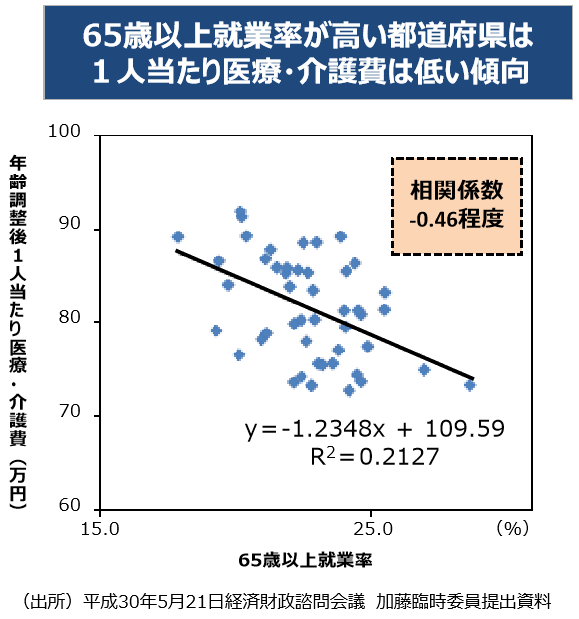 65歳以上就業率が高い都道府県は
１人当たり医療・介護費は低い傾向
年齢調整後１人当たり医療・介護費（万円）
100
90
80
70
60
相関係数
-0.46程度
y＝-1.2348x ＋ 109.59
R²＝0.2127
15.0
25.0
（%）
65歳以上就業率
（出所）平成30年5月21日経済財政諮問会議 加藤臨時委員提出資料